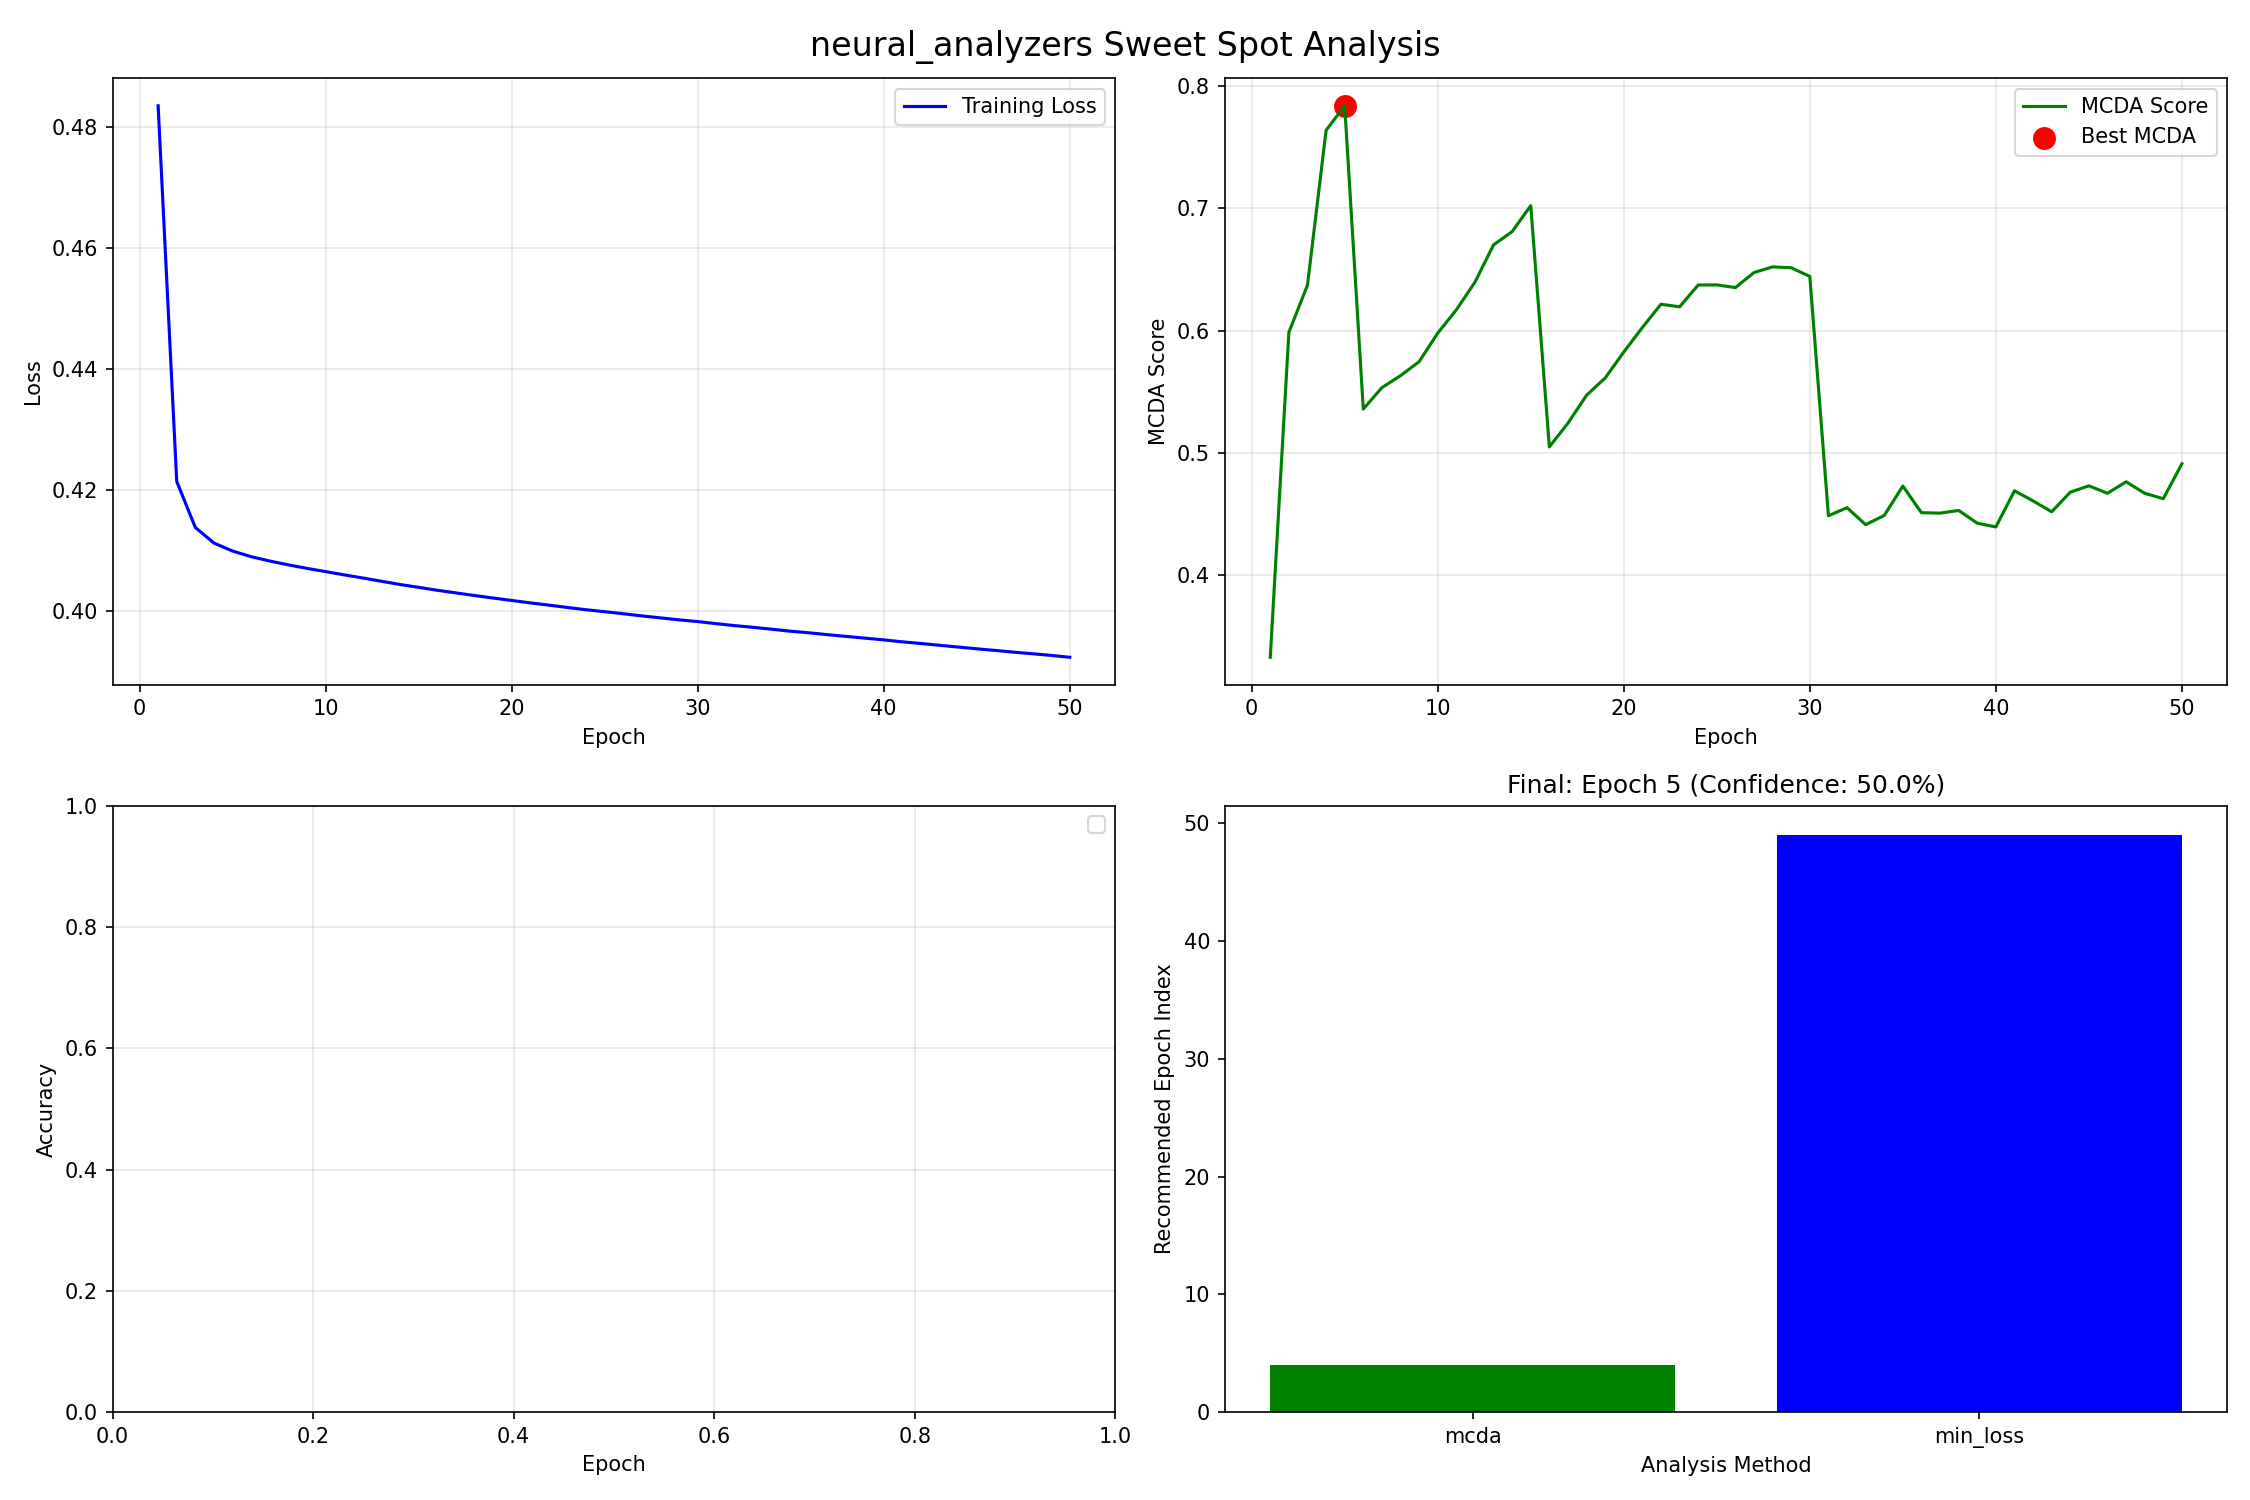 neural_analyzers Sweet Spot Analysis
Training Loss
0.48
0.46
0.44
0.42
0.40
Loss
0 10 20 30 40 50
Epoch
MCDA Score
Best MCDA
0.8
0.7
0.6
0.5
0.4
MCDA Score
0 10 20 30 40 50
Epoch
1.0
0.8
0.6
0.4
0.2
0.0
Accuracy
0.0 0.2 0.4 0.6 0.8 1.0
Epoch
Final: Epoch 5 (Confidence: 50.0%)
50
40
30
20
10
0
Recommended Epoch Index
mcda min_loss
Analysis Method